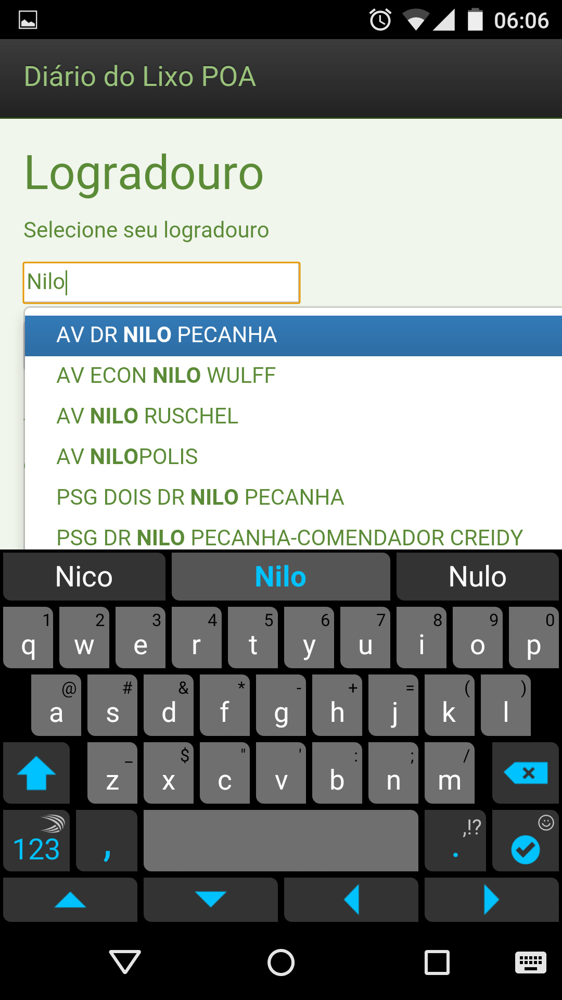 06:06
Diário do Lixo POA
Logradouro
Selecione seu logradouro
Nilo
AV DR NILO PECANHA
AV ECON NILO WULFF
AV NILO RUSCHEL
AV NILOPOLIS
PSG DOIS DR NILO PECANHA
PSG DR NILO PECANHA-COMENDADOR CREIDY
Nico Nilo Nulo
1 2 3 4 5 6 7 8 9 0
q w e r t y u i o p
@ # & * - + = ( )
a s d f g h j k l
_ $ " ' : ; /
z x c v b n m
,!?
123 , .